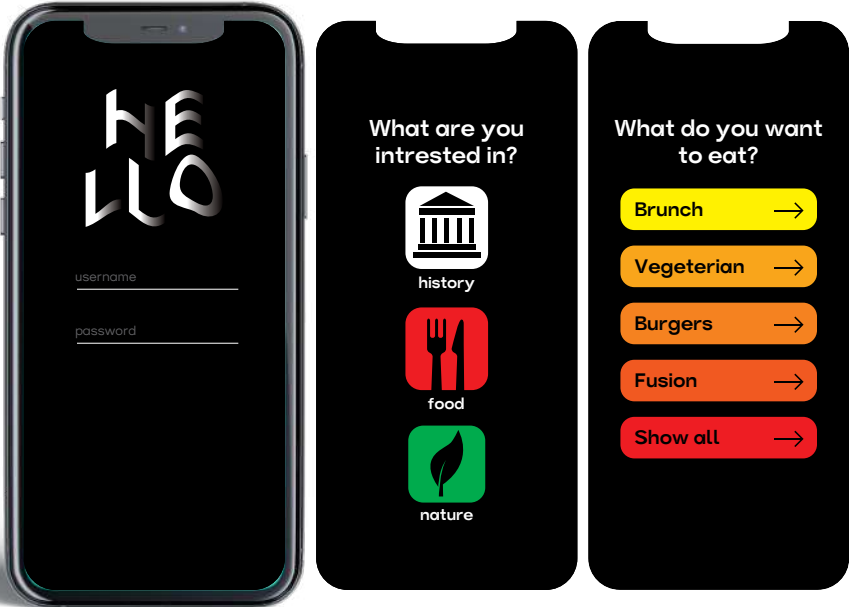 HE
LLO
username
password
What are you
intrested in?
history
food
nature
What do you want
to eat?
Brunch
Vegeterian
Burgers
Fusion
Show all